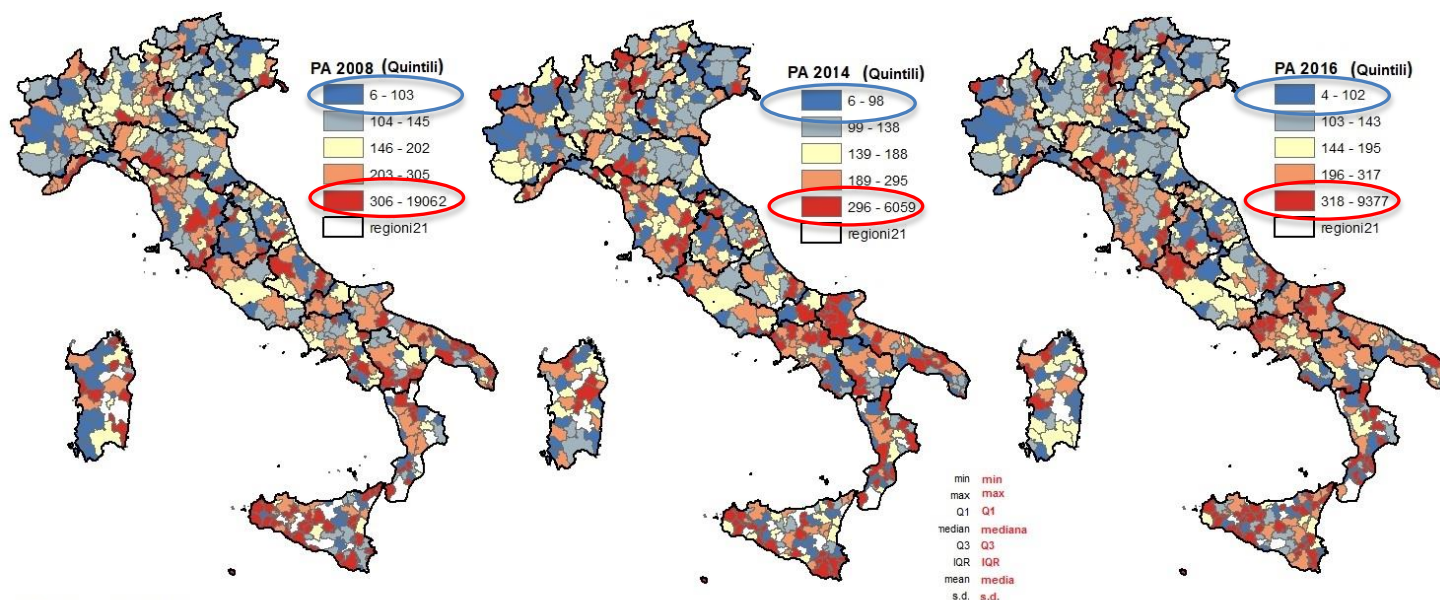 PA 2008 (Quintili)
6 - 103
104 - 145
146 - 202
203 - 305
306 - 19062
regioni21
PA 2014 (Quintili)
6 - 98
99 - 138
139 - 188
189 - 295
296 - 6059
regioni21
PA 2016 (Quintili)
4 - 102
103 - 143
144 - 195
196 - 317
318 - 9377
regioni21
min min
max max
Q1 Q1
median mediana
Q3 Q3
IQR IQR
mean media
s.d. s.d.